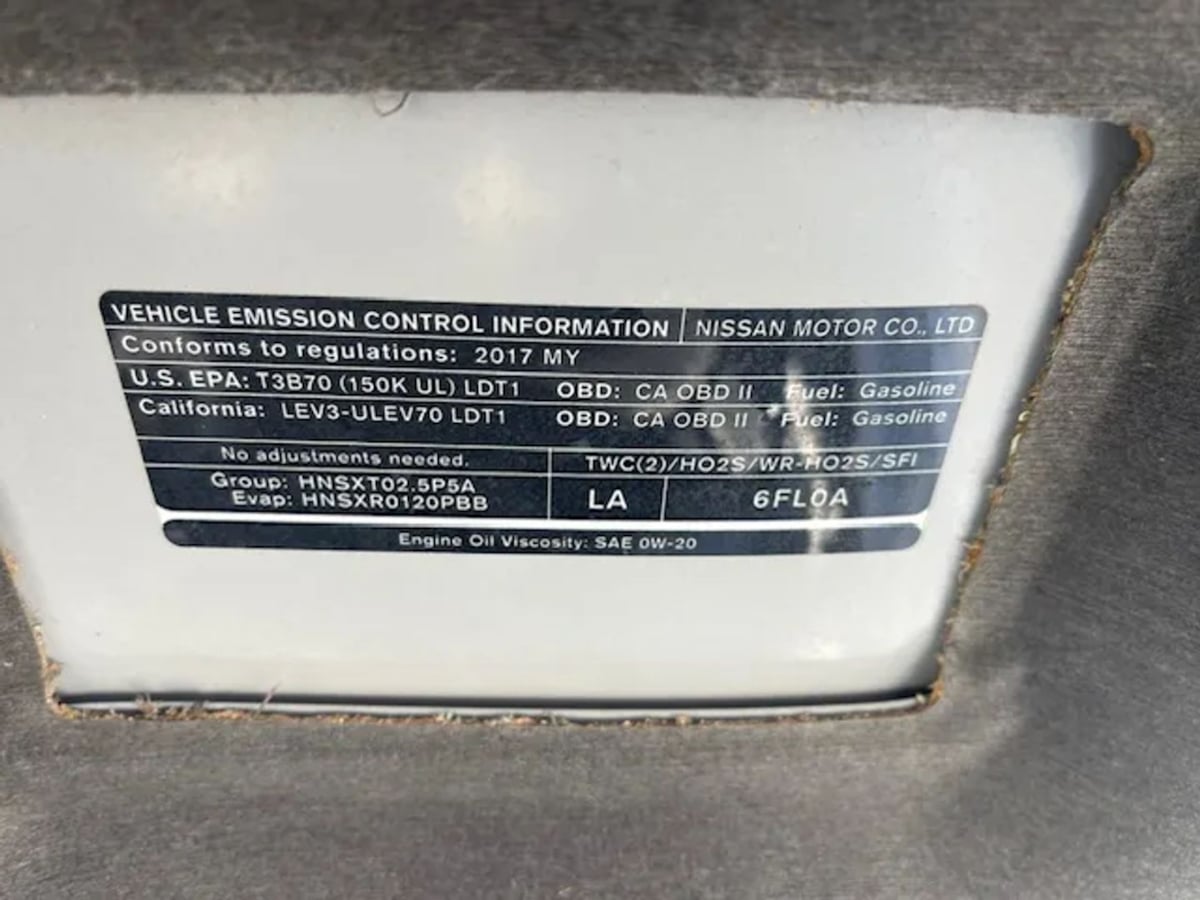 VEHICLE EMISSION CONTROL INFORMATION NISSAN MOTOR CO., LTD
Conforms to regulations: 2017 MY
U.S. EPA: T3B70 (150K UL) LDT1 OBD: CA OBD II Fuel: Gasoline
California: LEV3-ULEV70 LDT1 OBD: CA OBD II Fuel: Gasoline
No adjustments needed. TWC(2)/HO2S/WR-HO2S/SFI
Group: HNSXT02.5P5A
Evap: HNSXR0120PBB
LA 6FL0A
Engine Oil Viscosity: SAE 0W-20